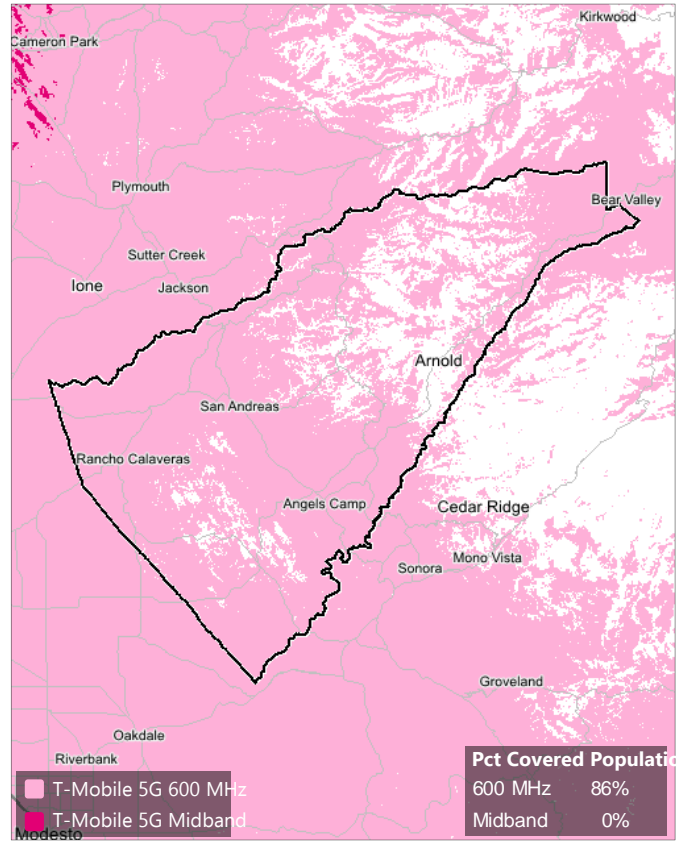 Kirkwood
Cameron Park
Plymouth
Bear Valley
Sutter Creek
Ione
Jackson
Arnold
San Andreas
Rancho Calaveras
Angels Camp
Cedar Ridge
Mono Vista
Sonora
Groveland
Oakdale
Riverbank
Pct Covered Populatio
600 MHz 86%
Midband 0%
T-Mobile 5G 600 MHz
T-Mobile 5G Midband
Modesto